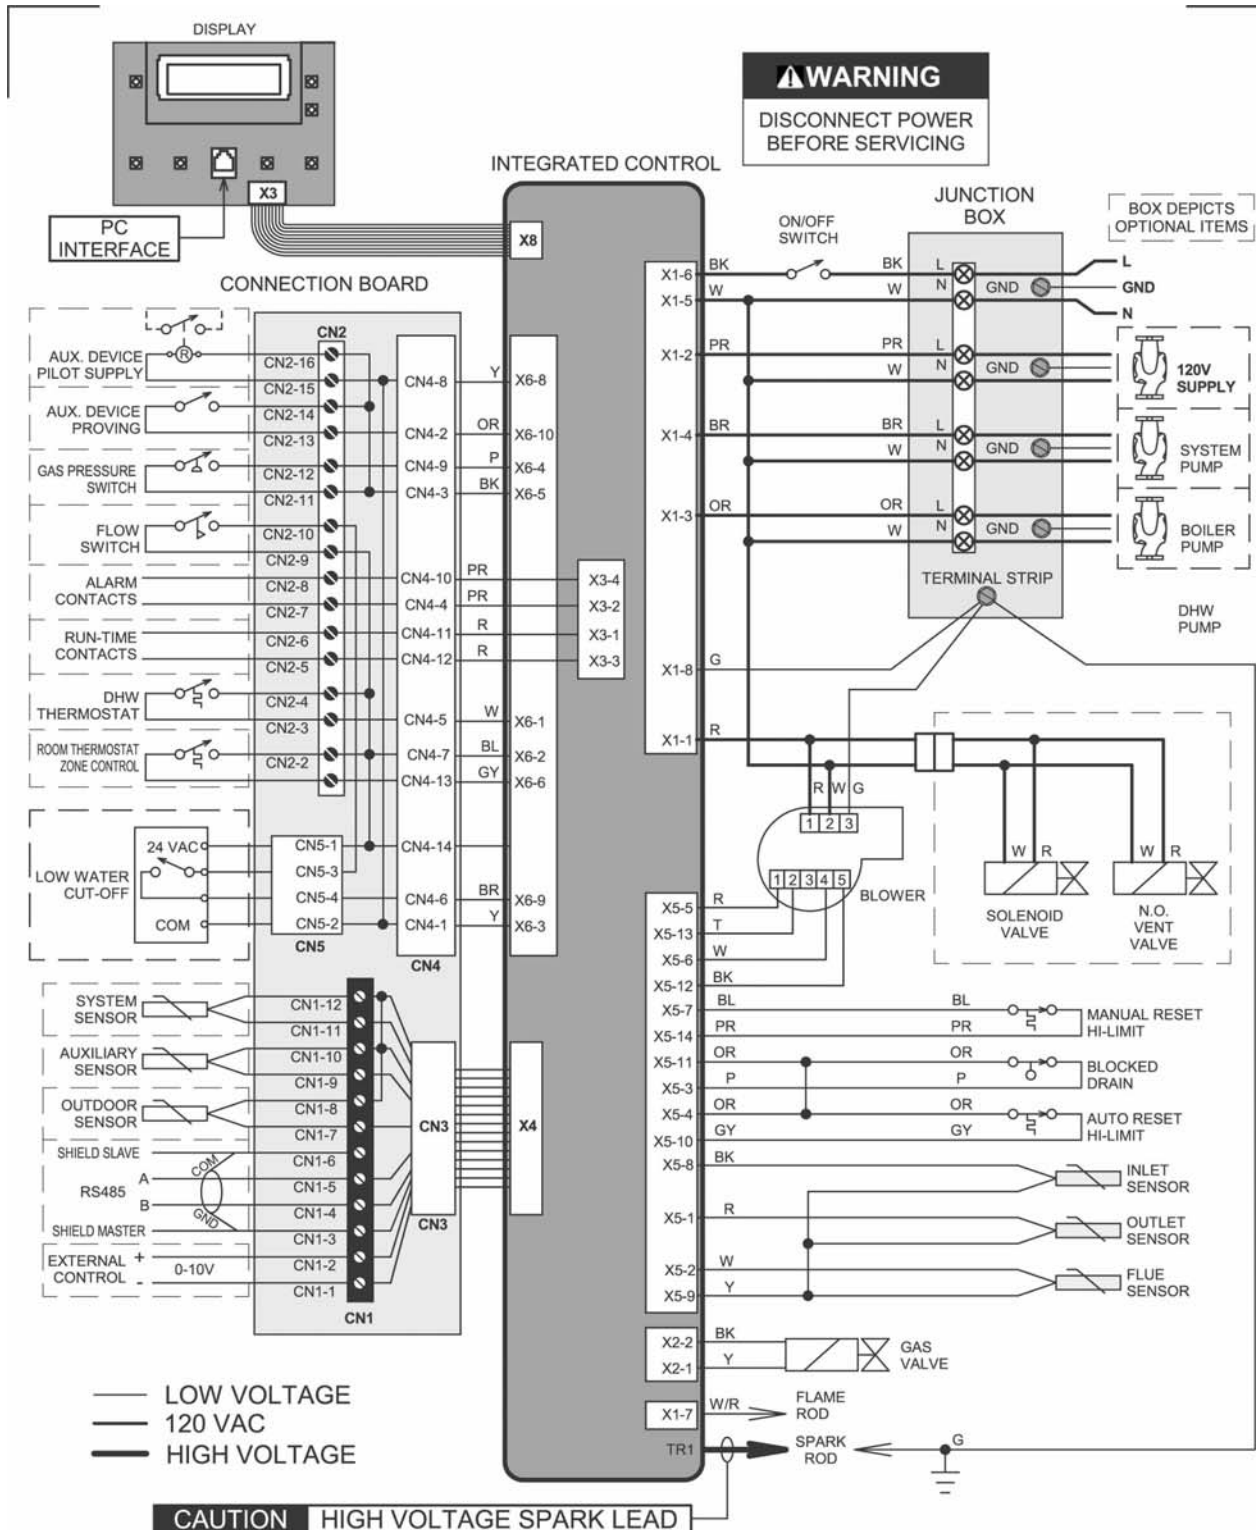 DISPLAY
WARNING
DISCONNECT POWER
BEFORE SERVICING
X3
PC
INTERFACE
INTEGRATED CONTROL
X8
CONNECTION BOARD
ON/OFF
SWITCH
JUNCTION
BOX
BOX DEPICTS
OPTIONAL ITEMS
AUX. DEVICE
PILOT SUPPLY
R
AUX. DEVICE
PROVING
GAS PRESSURE
SWITCH
FLOW
SWITCH
ALARM
CONTACTS
RUN-TIME
CONTACTS
DHW
THERMOSTAT
ROOM THERMOSTAT
ZONE CONTROL
CN2
CN2-16
CN2-15
CN2-14
CN2-13
CN2-12
CN2-11
CN2-10
CN2-9
CN2-8
CN2-7
CN2-6
CN2-5
CN2-4
CN2-3
CN2-2
CN4-8 Y X6-8
CN4-2 OR X6-10
CN4-9 P X6-4
CN4-3 BK X6-5
CN4-10 PR X3-4
CN4-4 PR X3-2
CN4-11 R X3-1
CN4-12 R X3-3
CN4-5 W X6-1
CN4-7 BL X6-2
CN4-13 GY X6-6
CN4-14
CN4-6 BR X6-9
CN4-1 Y X6-3
CN4
LOW WATER
CUT-OFF
24 VAC
COM
CN5-1
CN5-3
CN5-4
CN5-2
CN5
SYSTEM
SENSOR
AUXILIARY
SENSOR
OUTDOOR
SENSOR
SHIELD SLAVE
RS485
A
B
COM
GND
SHIELD MASTER
EXTERNAL
CONTROL
+
-
0-10V
CN1-12
CN1-11
CN1-10
CN1-9
CN1-8
CN1-7
CN1-6
CN1-5
CN1-4
CN1-3
CN1-2
CN1-1
CN1
CN3
CN3
X4
X1-6 BK BK L L
X1-5 W W N GND GND
N
X1-2 PR PR L
W N GND
120V
SUPPLY
X1-4 BR BR L
W N GND
SYSTEM
PUMP
X1-3 OR OR L
W N GND
BOILER
PUMP
TERMINAL STRIP
DHW
PUMP
X1-8 G
X1-1 R
R W G
1 2 3
1 2 3 4 5
BLOWER
W R
SOLENOID
VALVE
W R
N.O.
VENT
VALVE
X5-5 R
X5-13 T
X5-6 W
X5-12 BK
X5-7 BL BL
X5-14 PR PR
MANUAL RESET
HI-LIMIT
X5-11 OR OR
X5-3 P P
BLOCKED
DRAIN
X5-4 OR OR
X5-10 GY GY
AUTO RESET
HI-LIMIT
X5-8 BK
INLET
SENSOR
X5-1 R
OUTLET
SENSOR
X5-2 W
X5-9 Y
FLUE
SENSOR
X2-2 BK
X2-1 Y
GAS
VALVE
X1-7 W/R
FLAME
ROD
TR1
SPARK
ROD
G
LOW VOLTAGE
120 VAC
HIGH VOLTAGE
CAUTION HIGH VOLTAGE SPARK LEAD